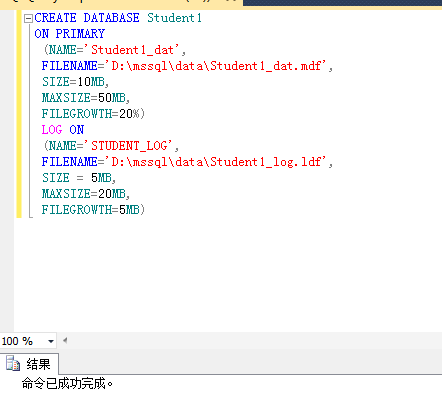 CREATE DATABASE Student1
ON PRIMARY
(NAME='Student1_dat',
FILENAME='D:\mssql\data\Student1_dat.mdf',
SIZE=10MB,
MAXSIZE=50MB,
FILEGROWTH=20%)
LOG ON
(NAME='STUDENT_LOG',
FILENAME='D:\mssql\data\Student1_log.ldf',
SIZE = 5MB,
MAXSIZE=20MB,
FILEGROWTH=5MB)
100 %
结果
命令已成功完成。